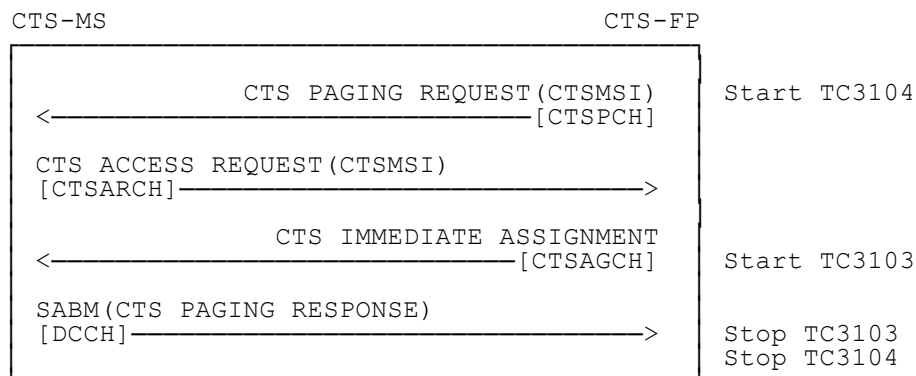 CTS-MS CTS-FP
CTS PAGING REQUEST(CTSMSI) Start TC3104
[CTSPCH]
CTS ACCESS REQUEST(CTSMSI)
[CTSARCH]
CTS IMMEDIATE ASSIGNMENT
[CTSAGCH] Start TC3103
SABM(CTS PAGING RESPONSE)
[DCCH] Stop TC3103
Stop TC3104